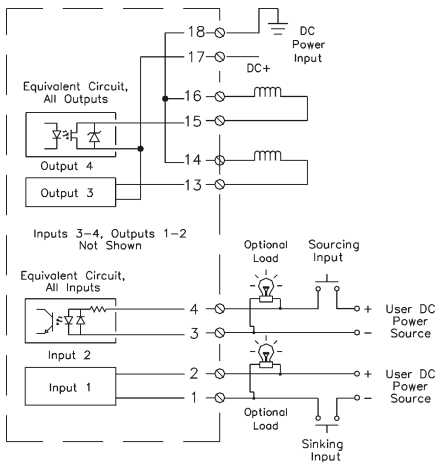 18
DC
Power
Input
17
DC+
Equivalent Circuit,
All Outputs
16
15
Output 4
14
Output 3
13
Inputs 3-4, Outputs 1-2
Not Shown
Optional
Load
Sourcing
Input
Equivalent Circuit,
All Inputs
4
+
User DC
Power
Source
3
-
Input 2
2
+
User DC
Power
Source
Input 1
1
-
Optional
Load
Sinking
Input